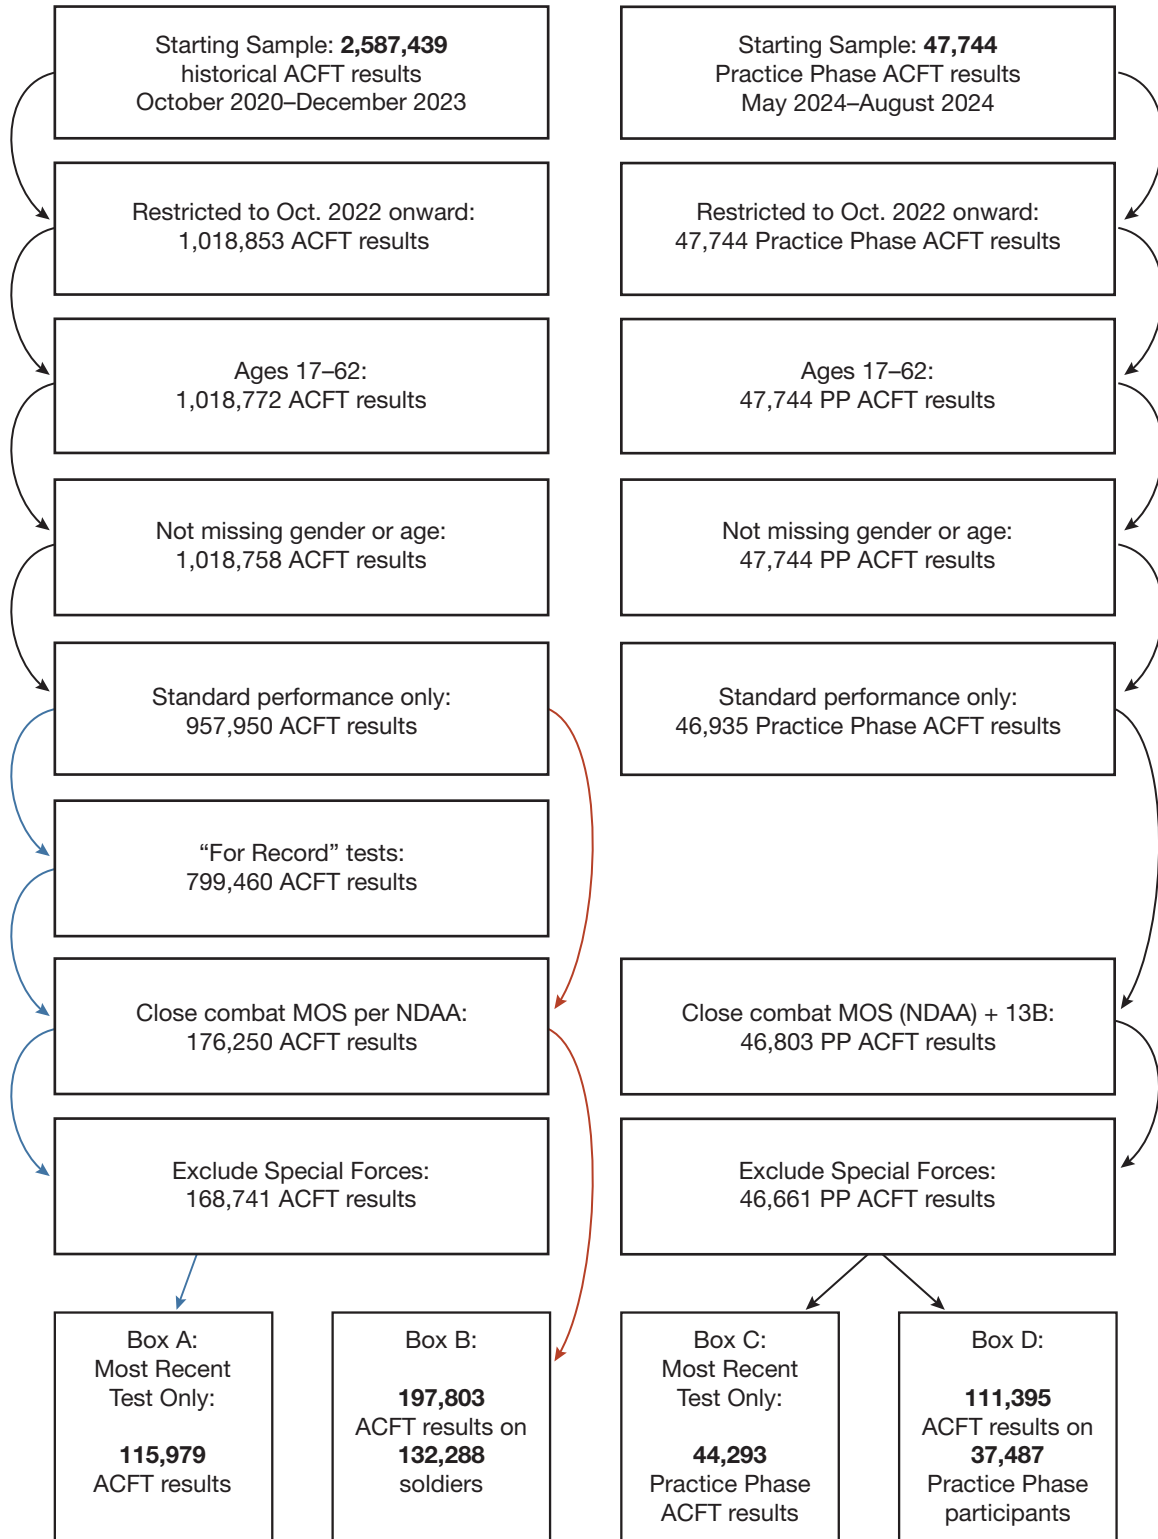 Starting Sample: 2,587,439
historical ACFT results
October 2020–December 2023
Restricted to Oct. 2022 onward:
1,018,853 ACFT results
Ages 17–62:
1,018,772 ACFT results
Not missing gender or age:
1,018,758 ACFT results
Standard performance only:
957,950 ACFT results
“For Record” tests:
799,460 ACFT results
Close combat MOS per NDAA:
176,250 ACFT results
Exclude Special Forces:
168,741 ACFT results
Box A:
Most Recent
Test Only:
115,979
ACFT results
Box B:
197,803
ACFT results on
132,288
soldiers
Starting Sample: 47,744
Practice Phase ACFT results
May 2024–August 2024
Restricted to Oct. 2022 onward:
47,744 Practice Phase ACFT results
Ages 17–62:
47,744 PP ACFT results
Not missing gender or age:
47,744 PP ACFT results
Standard performance only:
46,935 Practice Phase ACFT results
Close combat MOS (NDAA) + 13B:
46,803 PP ACFT results
Exclude Special Forces:
46,661 PP ACFT results
Box C:
Most Recent
Test Only:
44,293
Practice Phase
ACFT results
Box D:
111,395
ACFT results on
37,487
Practice Phase
participants